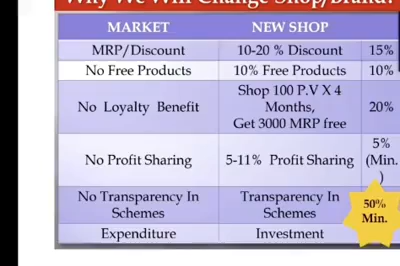 Why We Will Change Shop/Brand?
MARKET NEW SHOP
MRP/Discount 10-20 % Discount 15%
No Free Products 10% Free Products 10%
No Loyalty Benefit Shop 100 P.V X 4
Months,
Get 3000 MRP free 20%
No Profit Sharing 5-11% Profit Sharing 5%
(Min.
)
No Transparency In
Schemes Transparency In
Schemes 50%
Min.
Expenditure Investment